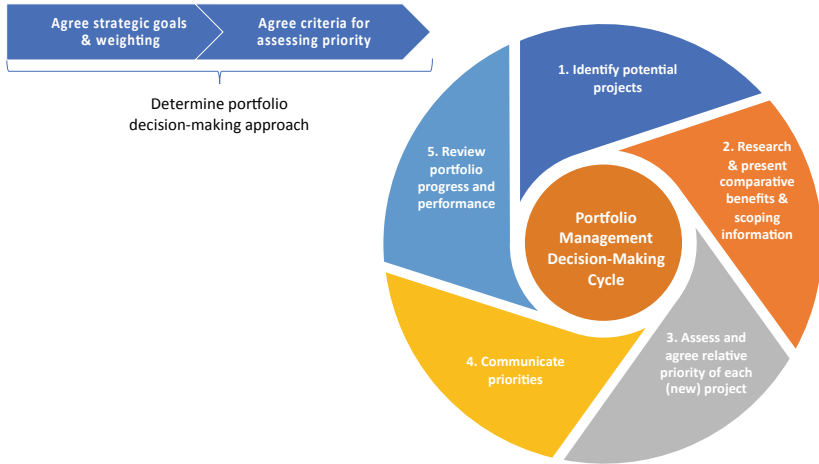 Agree strategic goals
& weighting
Agree criteria for
assessing priority
Determine portfolio
decision-making approach
1. Identify potential
projects
2. Research
& present
comparative
benefits &
scoping
information
3. Assess and
agree relative
priority of each
(new) project
4. Communicate
priorities
5. Review
portfolio
progress and
performance
Portfolio
Management
Decision-Making
Cycle